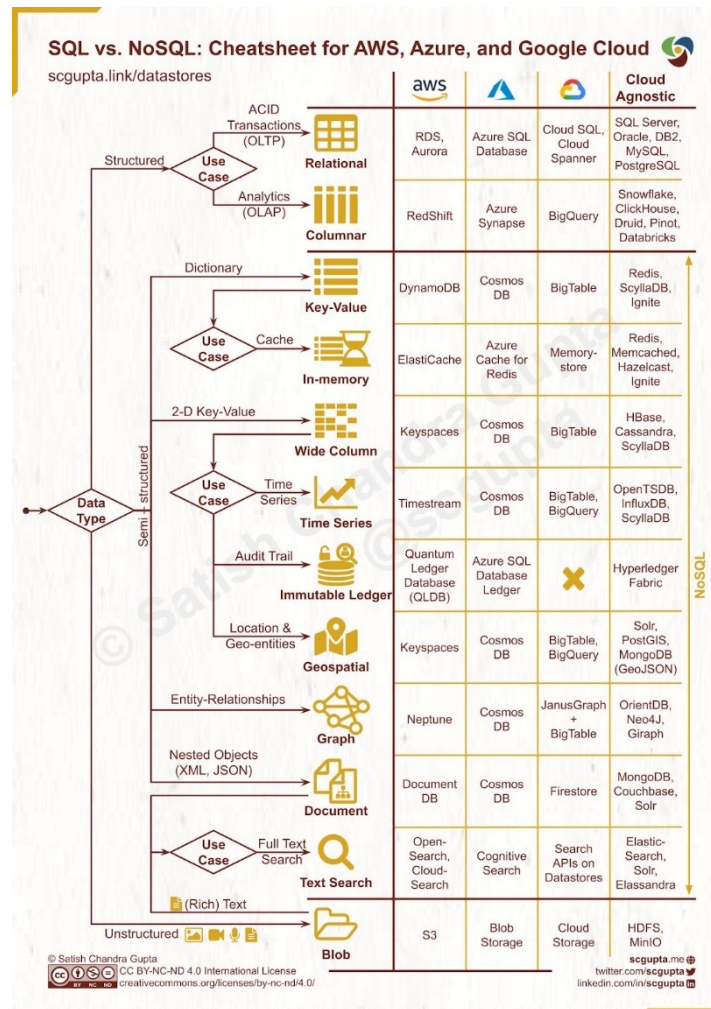 SQL vs. NoSQL: Cheatsheet for AWS, Azure, and Google Cloud
scgupta.link/datastores
aws
Cloud
Agnostic
Data
Type
Structured
Use
Case
ACID
Transactions
(OLTP)
Relational
RDS,
Aurora
Azure SQL
Database
Cloud SQL,
Cloud
Spanner
SQL Server,
Oracle, DB2,
MySQL,
PostgreSQL
Analytics
(OLAP)
Columnar
RedShift
Azure
Synapse
BigQuery
Snowflake,
ClickHouse,
Druid, Pinot,
Databricks
Semi - structured
Dictionary
Key-Value
DynamoDB
Cosmos
DB
BigTable
Redis,
ScyllaDB,
Ignite
Use
Case
Cache
In-memory
ElastiCache
Azure
Cache for
Redis
Memory-
store
Redis,
Memcached,
Hazelcast,
Ignite
2-D Key-Value
Wide Column
Keyspaces
Cosmos
DB
BigTable
HBase,
Cassandra,
ScyllaDB
Use
Case
Time
Series
Time Series
Timestream
Cosmos
DB
BigTable,
BigQuery
OpenTSDB,
InfluxDB,
ScyllaDB
Audit Trail
Immutable Ledger
Quantum
Ledger
Database
(QLDB)
Azure SQL
Database
Ledger
Hyperledger
Fabric
Location &
Geo-entities
Geospatial
Keyspaces
Cosmos
DB
BigTable,
BigQuery
Solr,
PostGIS,
MongoDB
(GeoJSON)
Entity-Relationships
Graph
Neptune
Cosmos
DB
JanusGraph
+
BigTable
OrientDB,
Neo4J,
Giraph
Nested Objects
(XML, JSON)
Document
Document
DB
Cosmos
DB
Firestore
MongoDB,
Couchbase,
Solr
Use
Case
Full Text
Search
Text Search
Open-
Search,
Cloud-
Search
Cognitive
Search
Search
APIs on
Datastores
Elastic-
Search,
Solr,
Elassandra
NoSQL
(Rich) Text
Unstructured
Blob
S3
Blob
Storage
Cloud
Storage
HDFS,
MinIO
© Satish Chandra Gupta
@scgupta
© Satish Chandra Gupta
cc BY NC ND
CC BY-NC-ND 4.0 International License
creativecommons.org/licenses/by-nc-nd/4.0/
scgupta.me
twitter.com/scgupta
linkedin.com/in/scgupta